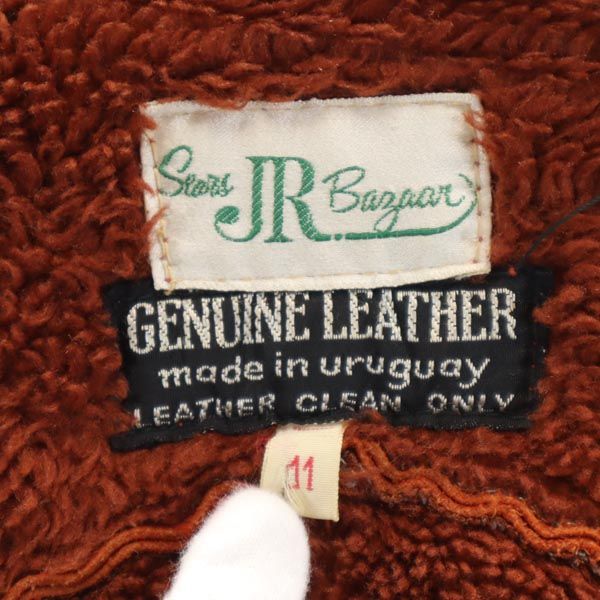 Sears JR Bazaar
GENUINE LEATHER
made in uruguay
LEATHER CLEAN ONLY
11